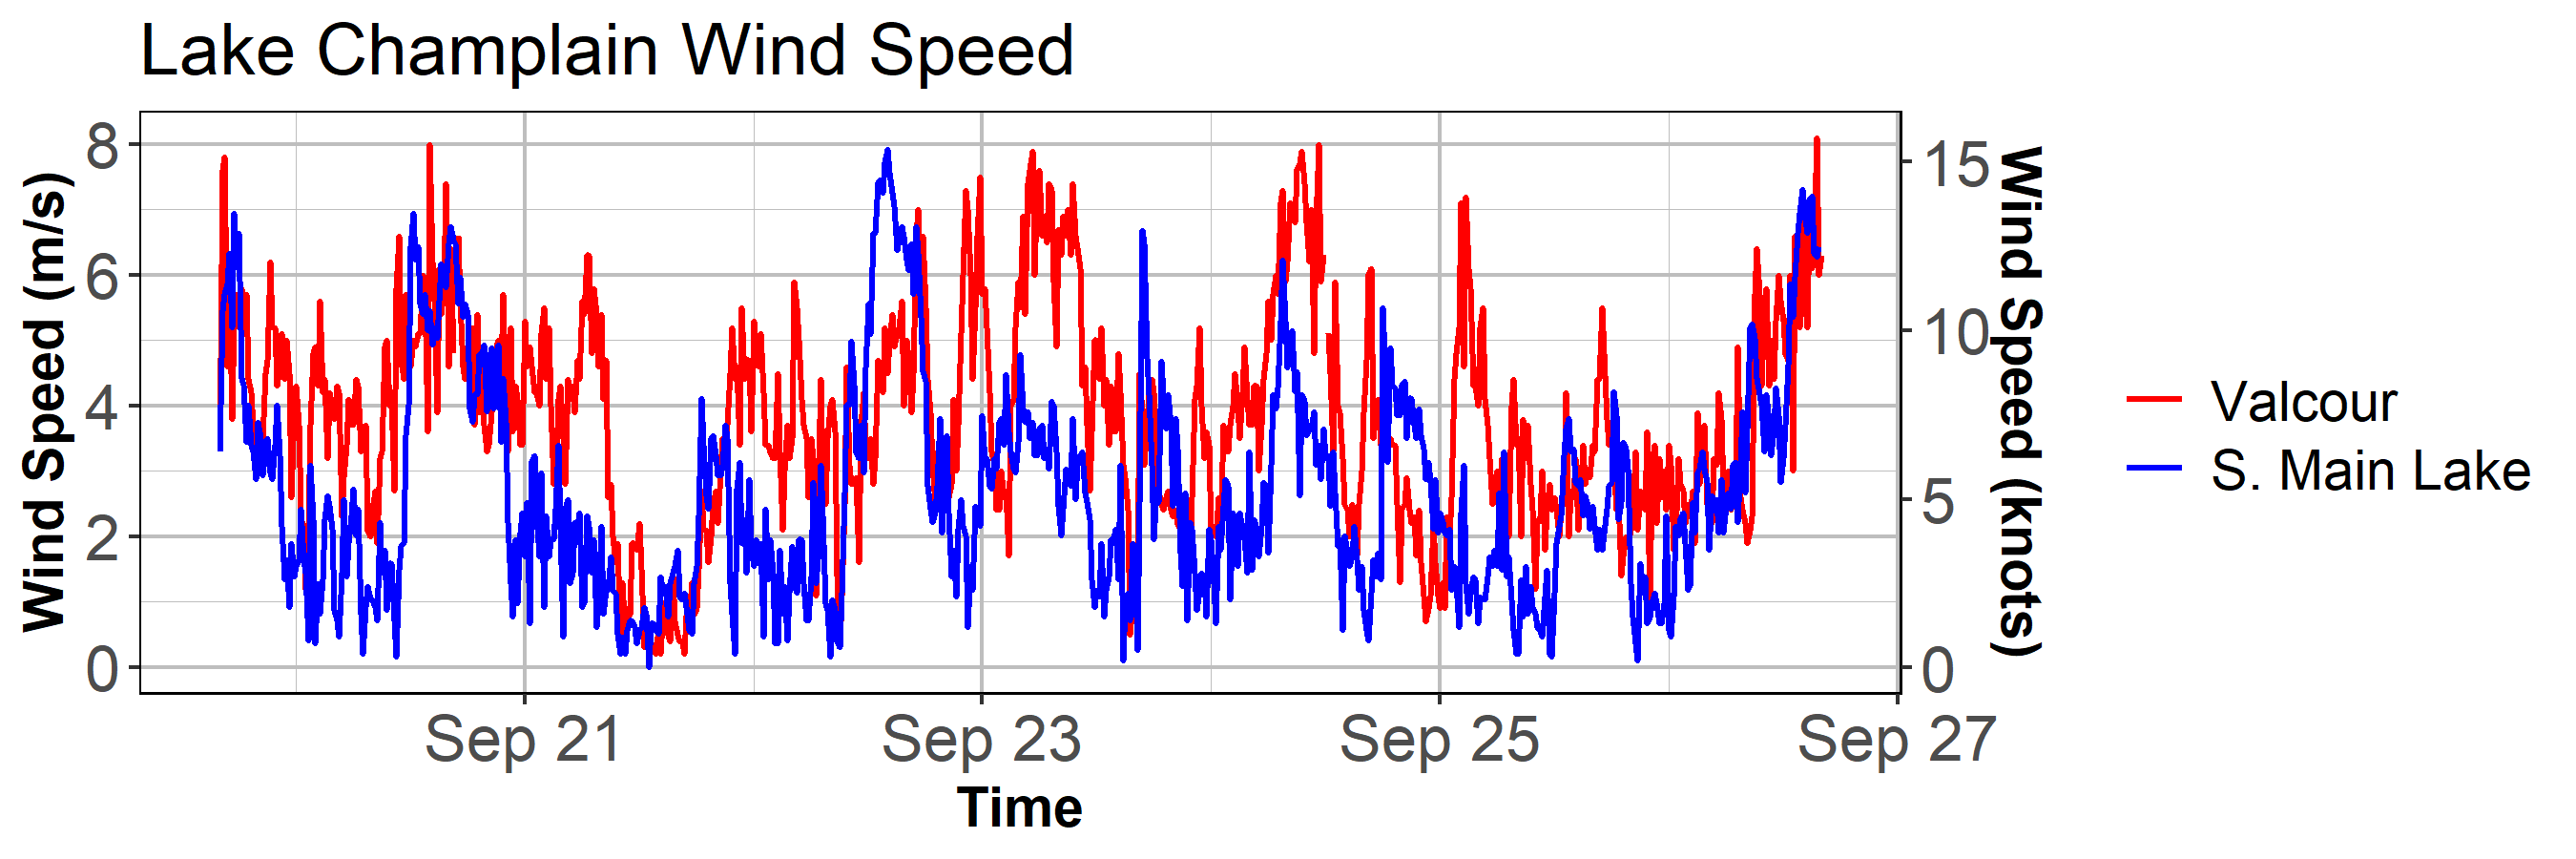 Lake Champlain Wind Speed
Wind Speed (m/s)
8
6
4
2
0
15
10
5
0
Wind Speed (knots)
Sep 21
Sep 23
Sep 25
Sep 27
Time
Valcour
S. Main Lake